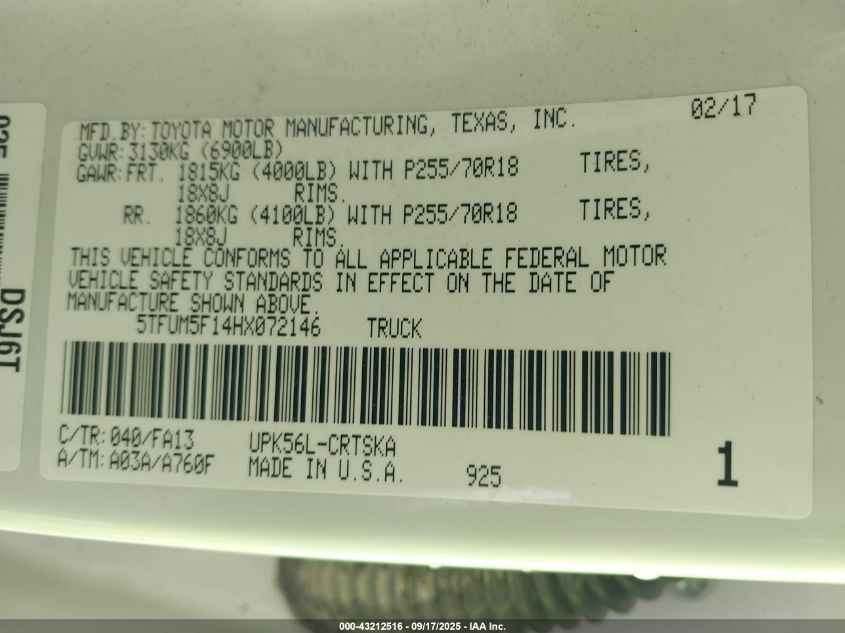 MFD.BY:TOYOTA MOTOR MANUFACTURING, TEXAS, INC. 02/17
GVWR:3130KG (6900LB)
GAWR:FRT. 1815KG (4000LB) WITH P255/70R18 TIRES,
18X8J RIMS.
RR. 1860KG (4100LB) WITH P255/70R18 TIRES,
18X8J RIMS.
THIS VEHICLE CONFORMS TO ALL APPLICABLE FEDERAL MOTOR
VEHICLE SAFETY STANDARDS IN EFFECT ON THE DATE OF
MANUFACTURE SHOWN ABOVE.
5TFUM5F14HX072146 TRUCK
C/TR:040/FA13 UPK56L-CRTSKA
A/TM:A03A/A760F MADE IN U.S.A. 925 1
DSJ6T
000-43212516 - 09/17/2025 - IAA Inc.